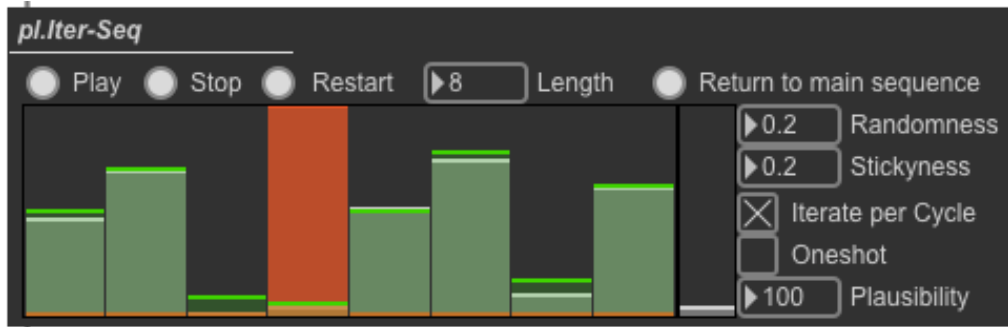 pl.Iter-Seq
Play Stop Restart 8 Length Return to main sequence
0.2 Randomness
0.2 Stickyness
Iterate per Cycle
Oneshot
100 Plausibility